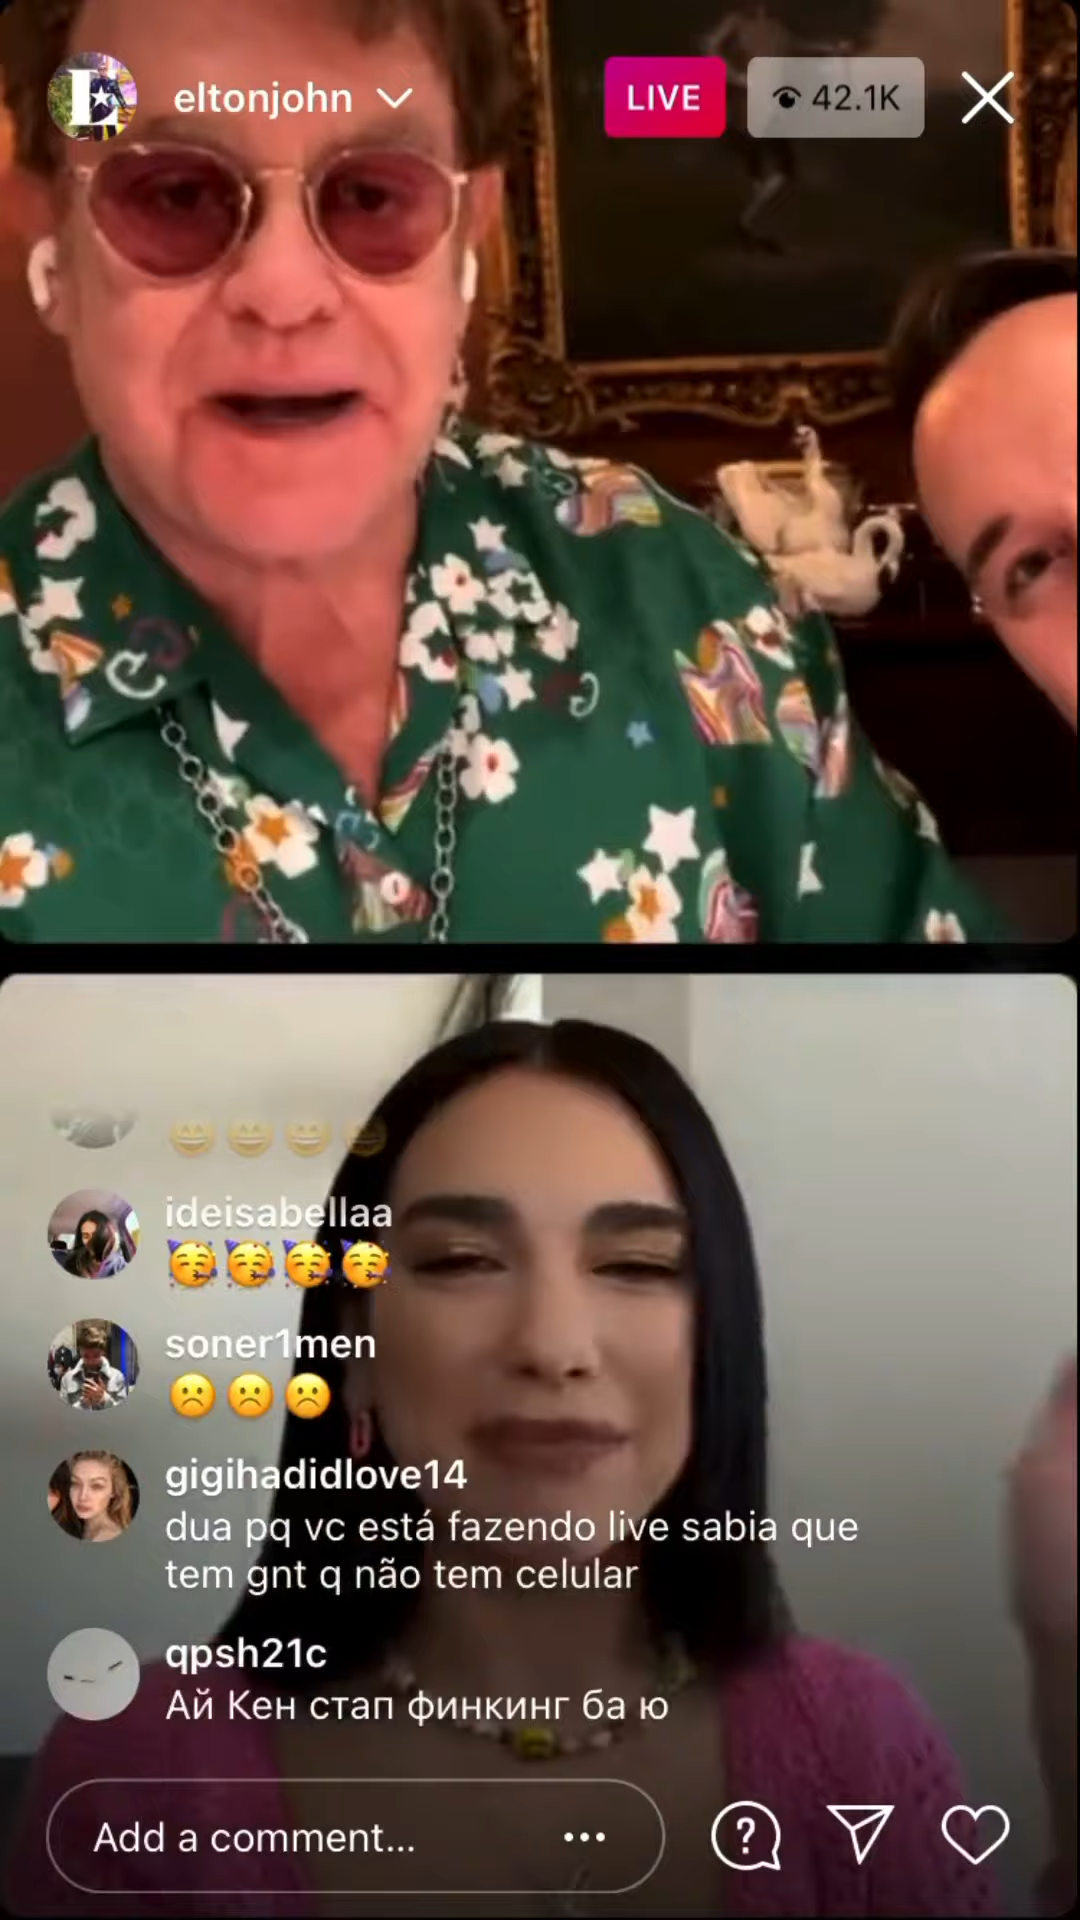 eltonjohn
LIVE
42.1K
😄😄😄😄
ideisabellaa
🥳🥳🥳🥳
soner1men
☹️☹️☹️
gigihadidlove14
dua pq vc está fazendo live sabia que
tem gnt q não tem celular
qpsh21c
Ай Кен стап финкинг ба ю
Add a comment...